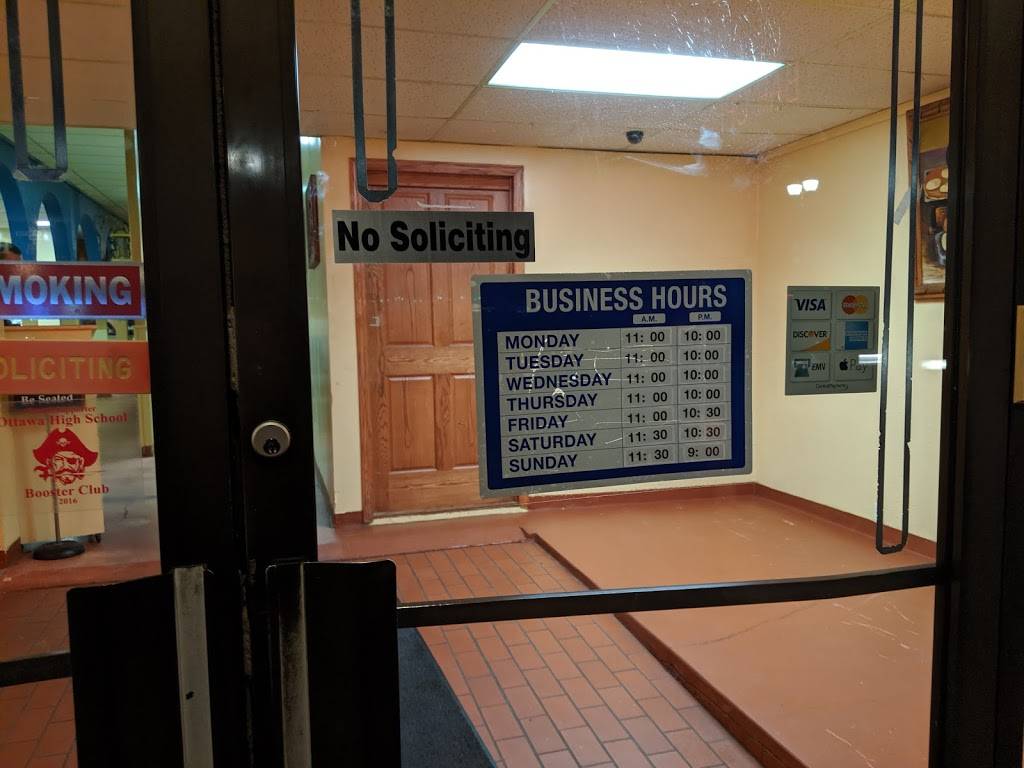 No Soliciting
BUSINESS HOURS
A.M. P.M.
MONDAY 11: 00 10: 00
TUESDAY 11: 00 10: 00
WEDNESDAY 11: 00 10: 00
THURSDAY 11: 00 10: 00
FRIDAY 11: 00 10: 30
SATURDAY 11: 30 10: 30
SUNDAY 11: 30 9: 00
VISA MasterCard
DISCOVER
EMV Pay
MOKING
OLICITING
Be Seated
Ottawa High School
Booster Club
2016